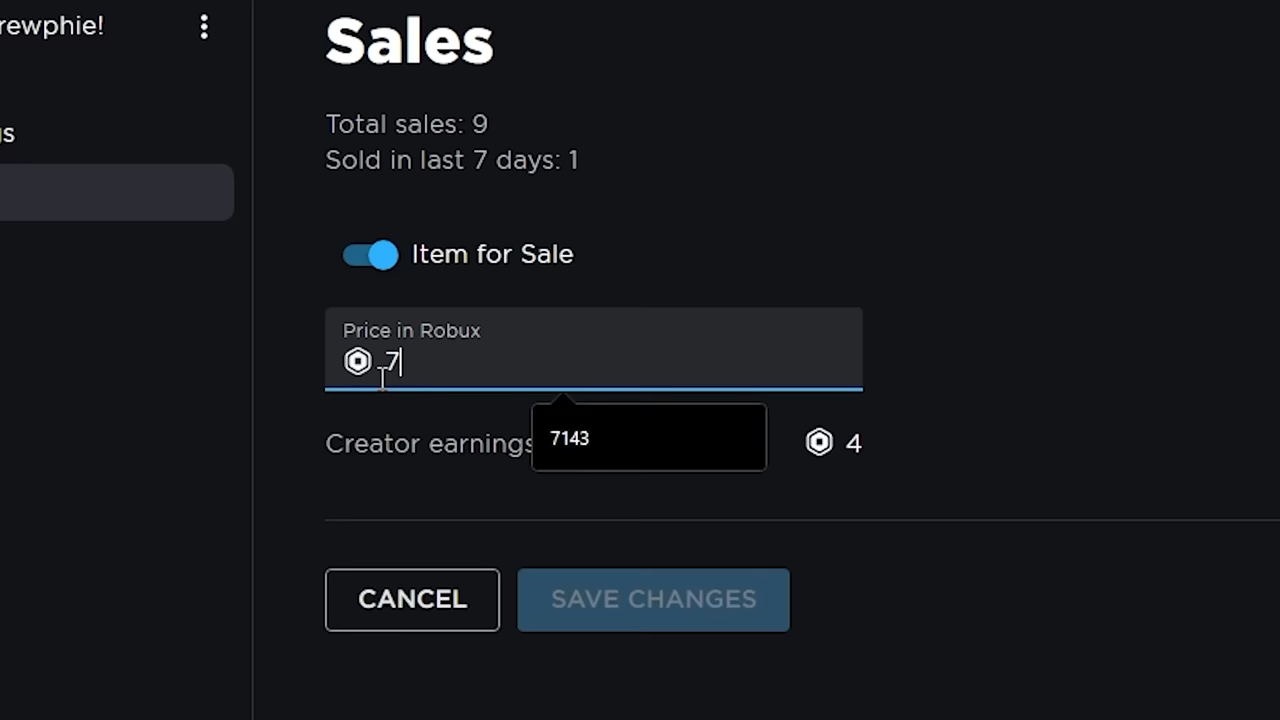 rewphie!
gs
Sales
Total sales: 9
Sold in last 7 days: 1
Item for Sale
Price in Robux
7
7143
Creator earnings
4
CANCEL
SAVE CHANGES